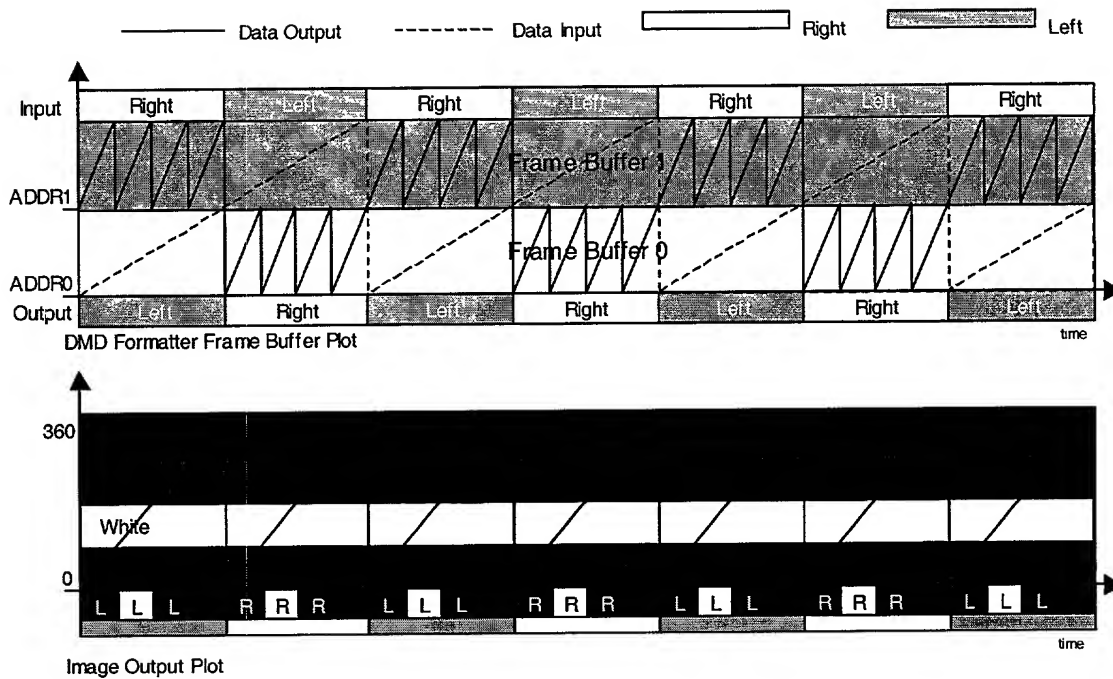 Data Output Data Input Right Left
Input Right Left Right Left Right Left Right
Frame Buffer 1
ADDR1
Frame Buffer 0
ADDR0
Output Left Right Left Right Left Right Left
DMD Formatter Frame Buffer Plot time
360
White
0
L L L R R R L L L R R R L L L R R R L L L
time
Image Output Plot